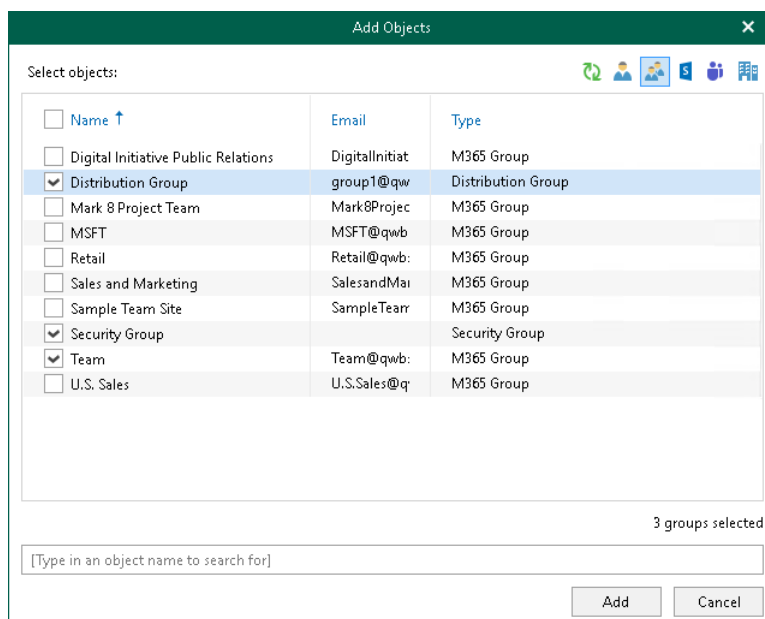 Add Objects
Select objects:
Name Email Type
Digital Initiative Public Relations DigitalInitiat M365 Group
Distribution Group group1@qw Distribution Group
Mark 8 Project Team Mark8Projec M365 Group
MSFT MSFT@qwb M365 Group
Retail Retail@qwb: M365 Group
Sales and Marketing SalesandMar M365 Group
Sample Team Site SampleTeam M365 Group
Security Group Security Group
Team Team@qwb: M365 Group
U.S. Sales U.S.Sales@q M365 Group
3 groups selected
[Type in an object name to search for]
Add Cancel